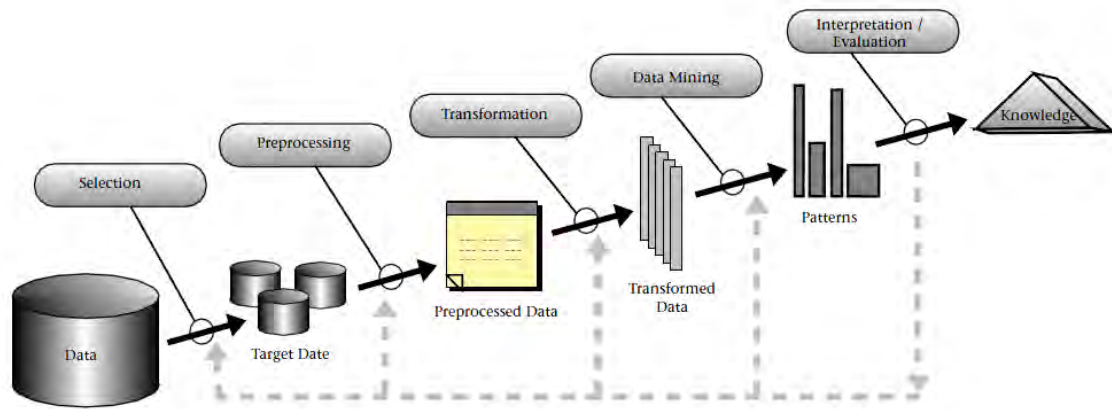 Interpretation /
Evaluation
Data Mining
Transformation
Preprocessing
Selection
Data
Target Date
Preprocessed Data
Transformed
Data
Patterns
Knowledge